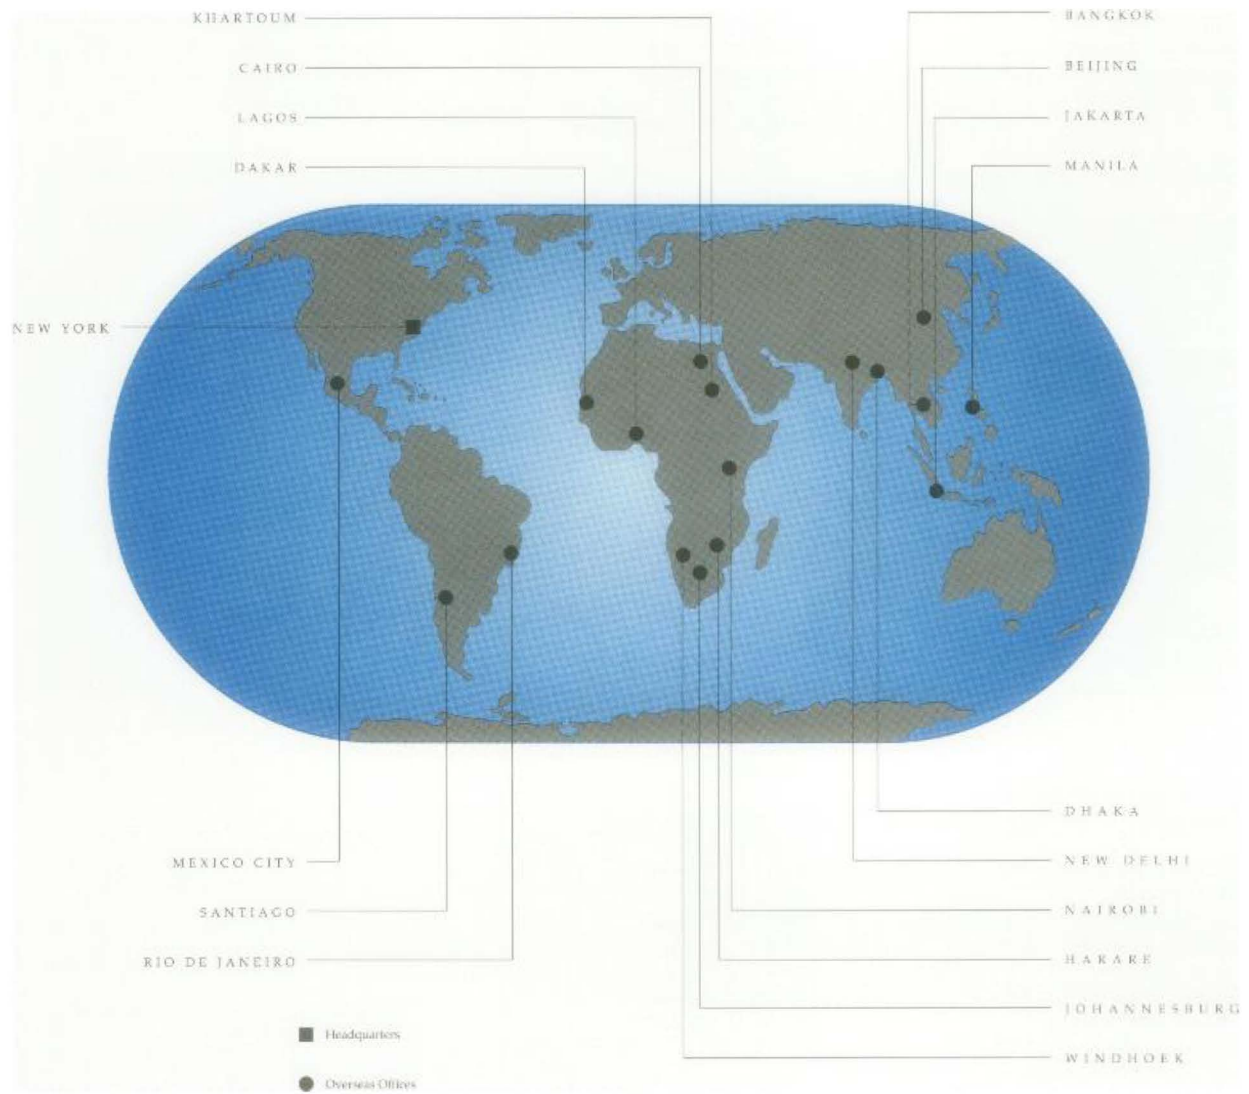 KHARTOUM
CAIRO
LAGOS
DAKAR
BANGKOK
BEIJING
JAKARTA
MANILA
NEW YORK
MEXICO CITY
SANTIAGO
RIO DE JANEIRO
DHAKA
NEW DELHI
NAIROBI
HARARE
JOHANNESBURG
WINDHOEK
Headquarters
Overseas Offices